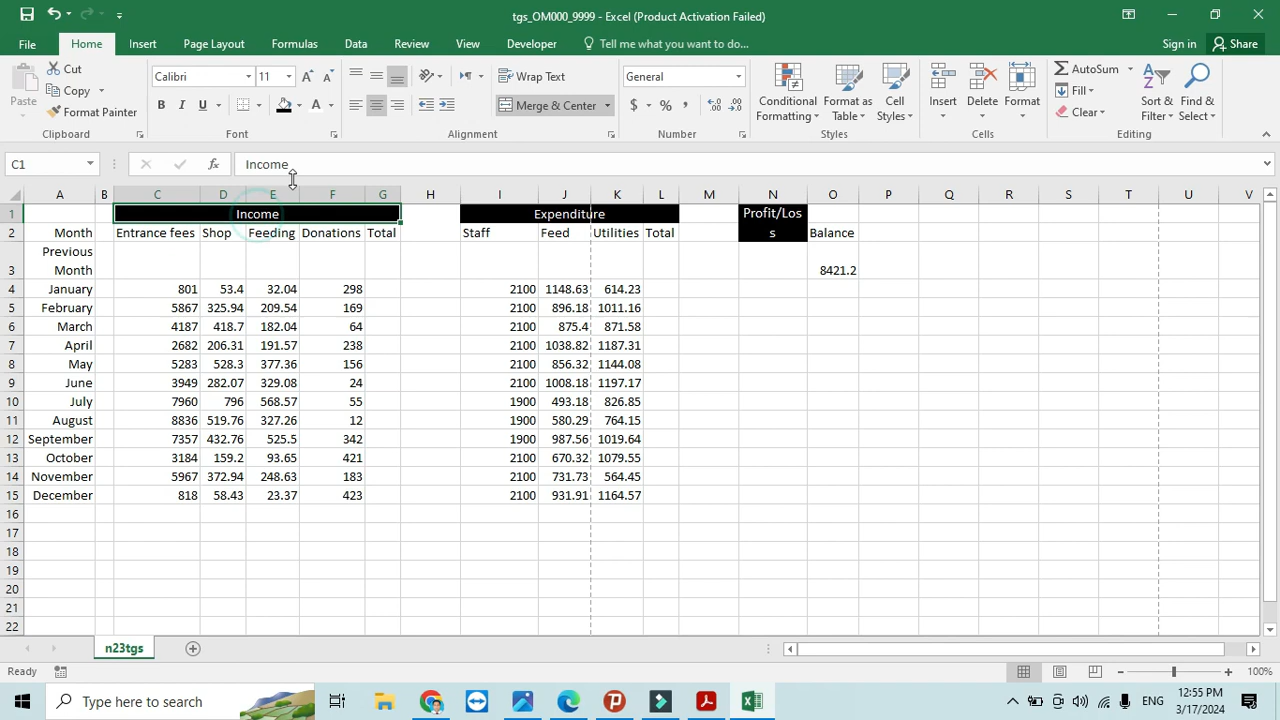 tgs_OM000_9999 - Excel (Product Activation Failed)
File Home Insert Page Layout Formulas Data Review View Developer Tell me what you want to do... Sign in Share
Paste Cut Copy Format Painter Clipboard
Calibri 11 B I U A Font
Wrap Text Merge & Center Alignment
General $ % , Number
Conditional Formatting Format as Table Cell Styles Styles
Insert Delete Format Cells
AutoSum Fill Clear Sort & Filter Find & Select Editing
C1 fx Income
A B C D E F G H I J K L M N O P Q R S T U V
1 Income Expenditure Profit/Los
2 Month Entrance fees Shop Feeding Donations Total Staff Feed Utilities Total s Balance
Previous
3 Month 8421.2
4 January 801 53.4 32.04 298 2100 1148.63 614.23
5 February 5867 325.94 209.54 169 2100 896.18 1011.16
6 March 4187 418.7 182.04 64 2100 875.4 871.58
7 April 2682 206.31 191.57 238 2100 1038.82 1187.31
8 May 5283 528.3 377.36 156 2100 856.32 1144.08
9 June 3949 282.07 329.08 24 2100 1008.18 1197.17
10 July 7960 796 568.57 55 1900 493.18 826.85
11 August 8836 519.76 327.26 12 1900 580.29 764.15
12 September 7357 432.76 525.5 342 1900 987.56 1019.64
13 October 3184 159.2 93.65 421 2100 670.32 1079.55
14 November 5967 372.94 248.63 183 2100 731.73 564.45
15 December 818 58.43 23.37 423 2100 931.91 1164.57
16
17
18
19
20
21
22
n23tgs
Ready 100%
Type here to search ENG 12:55 PM
3/17/2024